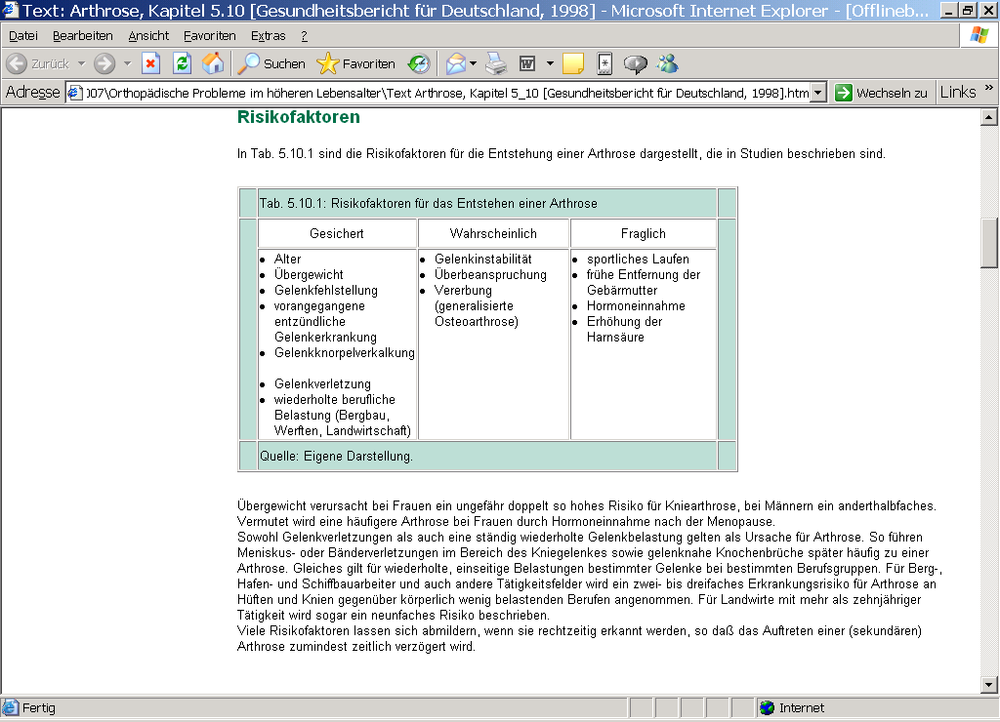 Text: Arthrose, Kapitel 5.10 [Gesundheitsbericht für Deutschland, 1998] - Microsoft Internet Explorer - [Offlineb...
Datei Bearbeiten Ansicht Favoriten Extras ?
Zurück Suchen Favoriten
Adresse 007\Orthopädische Probleme im höheren Lebensalter\Text Arthrose, Kapitel 5_10 [Gesundheitsbericht für Deutschland, 1998].htm Wechseln zu Links »
Risikofaktoren
In Tab. 5.10.1 sind die Risikofaktoren für die Entstehung einer Arthrose dargestellt, die in Studien beschrieben sind.
Tab. 5.10.1: Risikofaktoren für das Entstehen einer Arthrose
Gesichert Wahrscheinlich Fraglich
• Alter
• Übergewicht
• Gelenkfehlstellung
• vorangegangene
entzündliche
Gelenkerkrankung
• Gelenkknorpelverkalkung
• Gelenkverletzung
• wiederholte berufliche
Belastung (Bergbau,
Werften, Landwirtschaft)
• Gelenkinstabilität
• Überbeanspruchung
• Vererbung
(generalisierte
Osteoarthrose)
• sportliches Laufen
• frühe Entfernung der
Gebärmutter
• Hormoneinnahme
• Erhöhung der
Harnsäure
Quelle: Eigene Darstellung.
Übergewicht verursacht bei Frauen ein ungefähr doppelt so hohes Risiko für Kniearthrose, bei Männern ein anderthalbfaches.
Vermutet wird eine häufigere Arthrose bei Frauen durch Hormoneinnahme nach der Menopause.
Sowohl Gelenkverletzungen als auch eine ständig wiederholte Gelenkbelastung gelten als Ursache für Arthrose. So führen
Meniskus- oder Bänderverletzungen im Bereich des Kniegelenkes sowie gelenknahe Knochenbrüche später häufig zu einer
Arthrose. Gleiches gilt für wiederholte, einseitige Belastungen bestimmter Gelenke bei bestimmten Berufsgruppen. Für Berg-,
Hafen- und Schiffbauarbeiter und auch andere Tätigkeitsfelder wird ein zwei- bis dreifaches Erkrankungsrisiko für Arthrose an
Hüften und Knien gegenüber körperlich wenig belastenden Berufen angenommen. Für Landwirte mit mehr als zehnjähriger
Tätigkeit wird sogar ein neunfaches Risiko beschrieben.
Viele Risikofaktoren lassen sich abmildern, wenn sie rechtzeitig erkannt werden, so daß das Auftreten einer (sekundären)
Arthrose zumindest zeitlich verzögert wird.
Fertig Internet